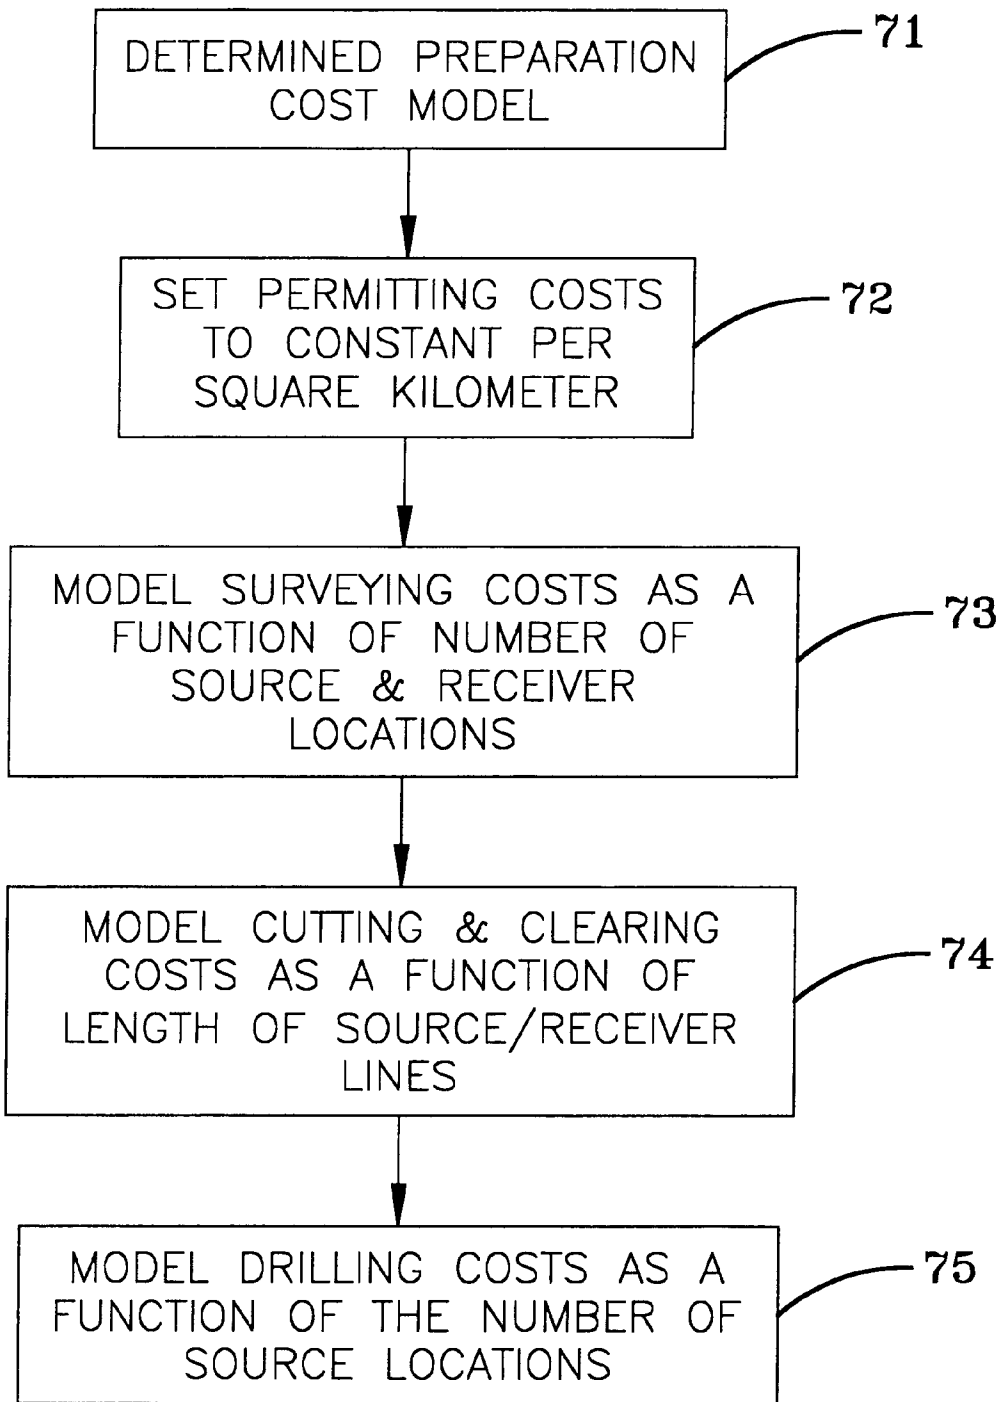 DETERMINED PREPARATION
COST MODEL
71
SET PERMITTING COSTS
TO CONSTANT PER
SQUARE KILOMETER
72
MODEL SURVEYING COSTS AS A
FUNCTION OF NUMBER OF
SOURCE & RECEIVER
LOCATIONS
73
MODEL CUTTING & CLEARING
COSTS AS A FUNCTION OF
LENGTH OF SOURCE/RECEIVER
LINES
74
MODEL DRILLING COSTS AS A
FUNCTION OF THE NUMBER OF
SOURCE LOCATIONS
75